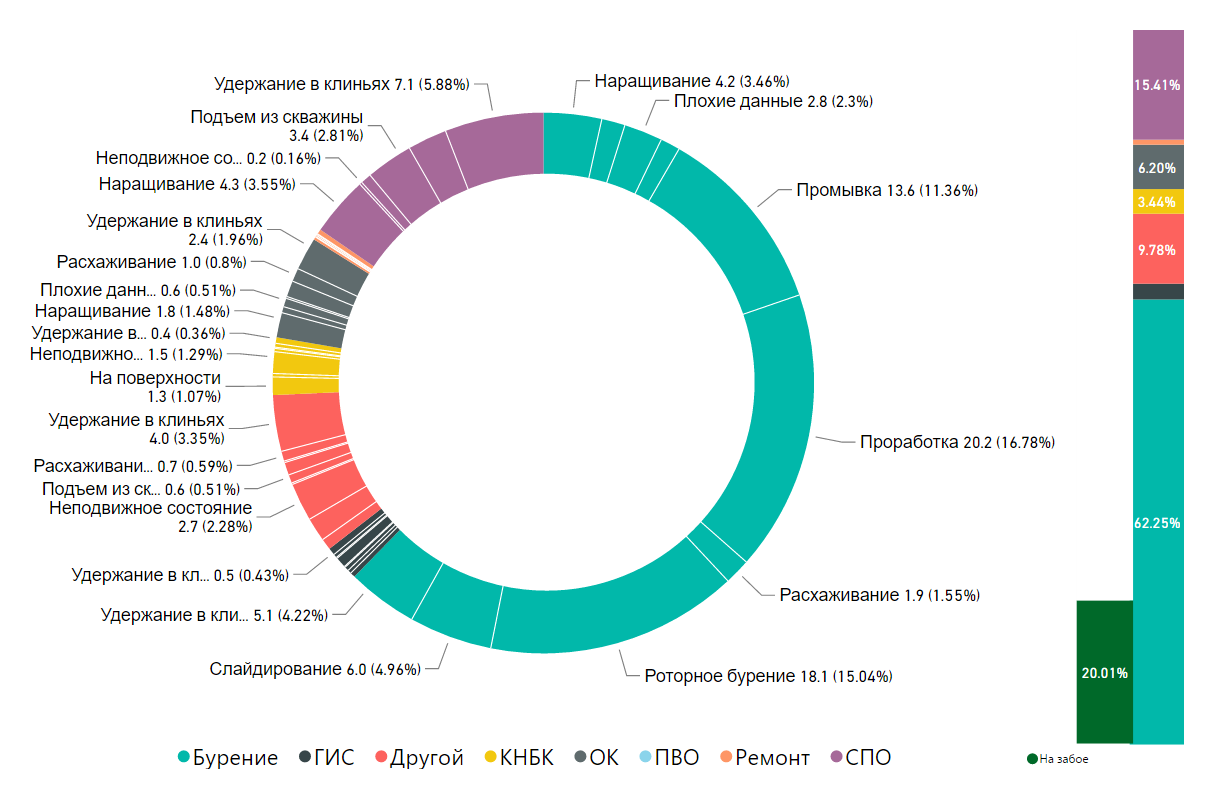 Удержание в клиньях 7.1 (5.88%)
Наращивание 4.2 (3.46%)
Плохие данные 2.8 (2.3%)
Подъем из скважины
3.4 (2.81%)
Неподвижное со... 0.2 (0.16%)
Наращивание 4.3 (3.55%)
Промывка 13.6 (11.36%)
Удержание в клиньях
2.4 (1.96%)
Расхаживание 1.0 (0.8%)
Плохие данн... 0.6 (0.51%)
Наращивание 1.8 (1.48%)
Удержание в... 0.4 (0.36%)
Неподвижно... 1.5 (1.29%)
На поверхности
1.3 (1.07%)
Удержание в клиньях
4.0 (3.35%)
Проработка 20.2 (16.78%)
Расхаживани... 0.7 (0.59%)
Подъем из ск... 0.6 (0.51%)
Неподвижное состояние
2.7 (2.28%)
Удержание в кл... 0.5 (0.43%)
Расхаживание 1.9 (1.55%)
Удержание в кли... 5.1 (4.22%)
Слайдирование 6.0 (4.96%)
Роторное бурение 18.1 (15.04%)
15.41%
6.20%
3.44%
9.78%
62.25%
20.01%
Бурение ГИС Другой КНБК ОК ПВО Ремонт СПО
На забое